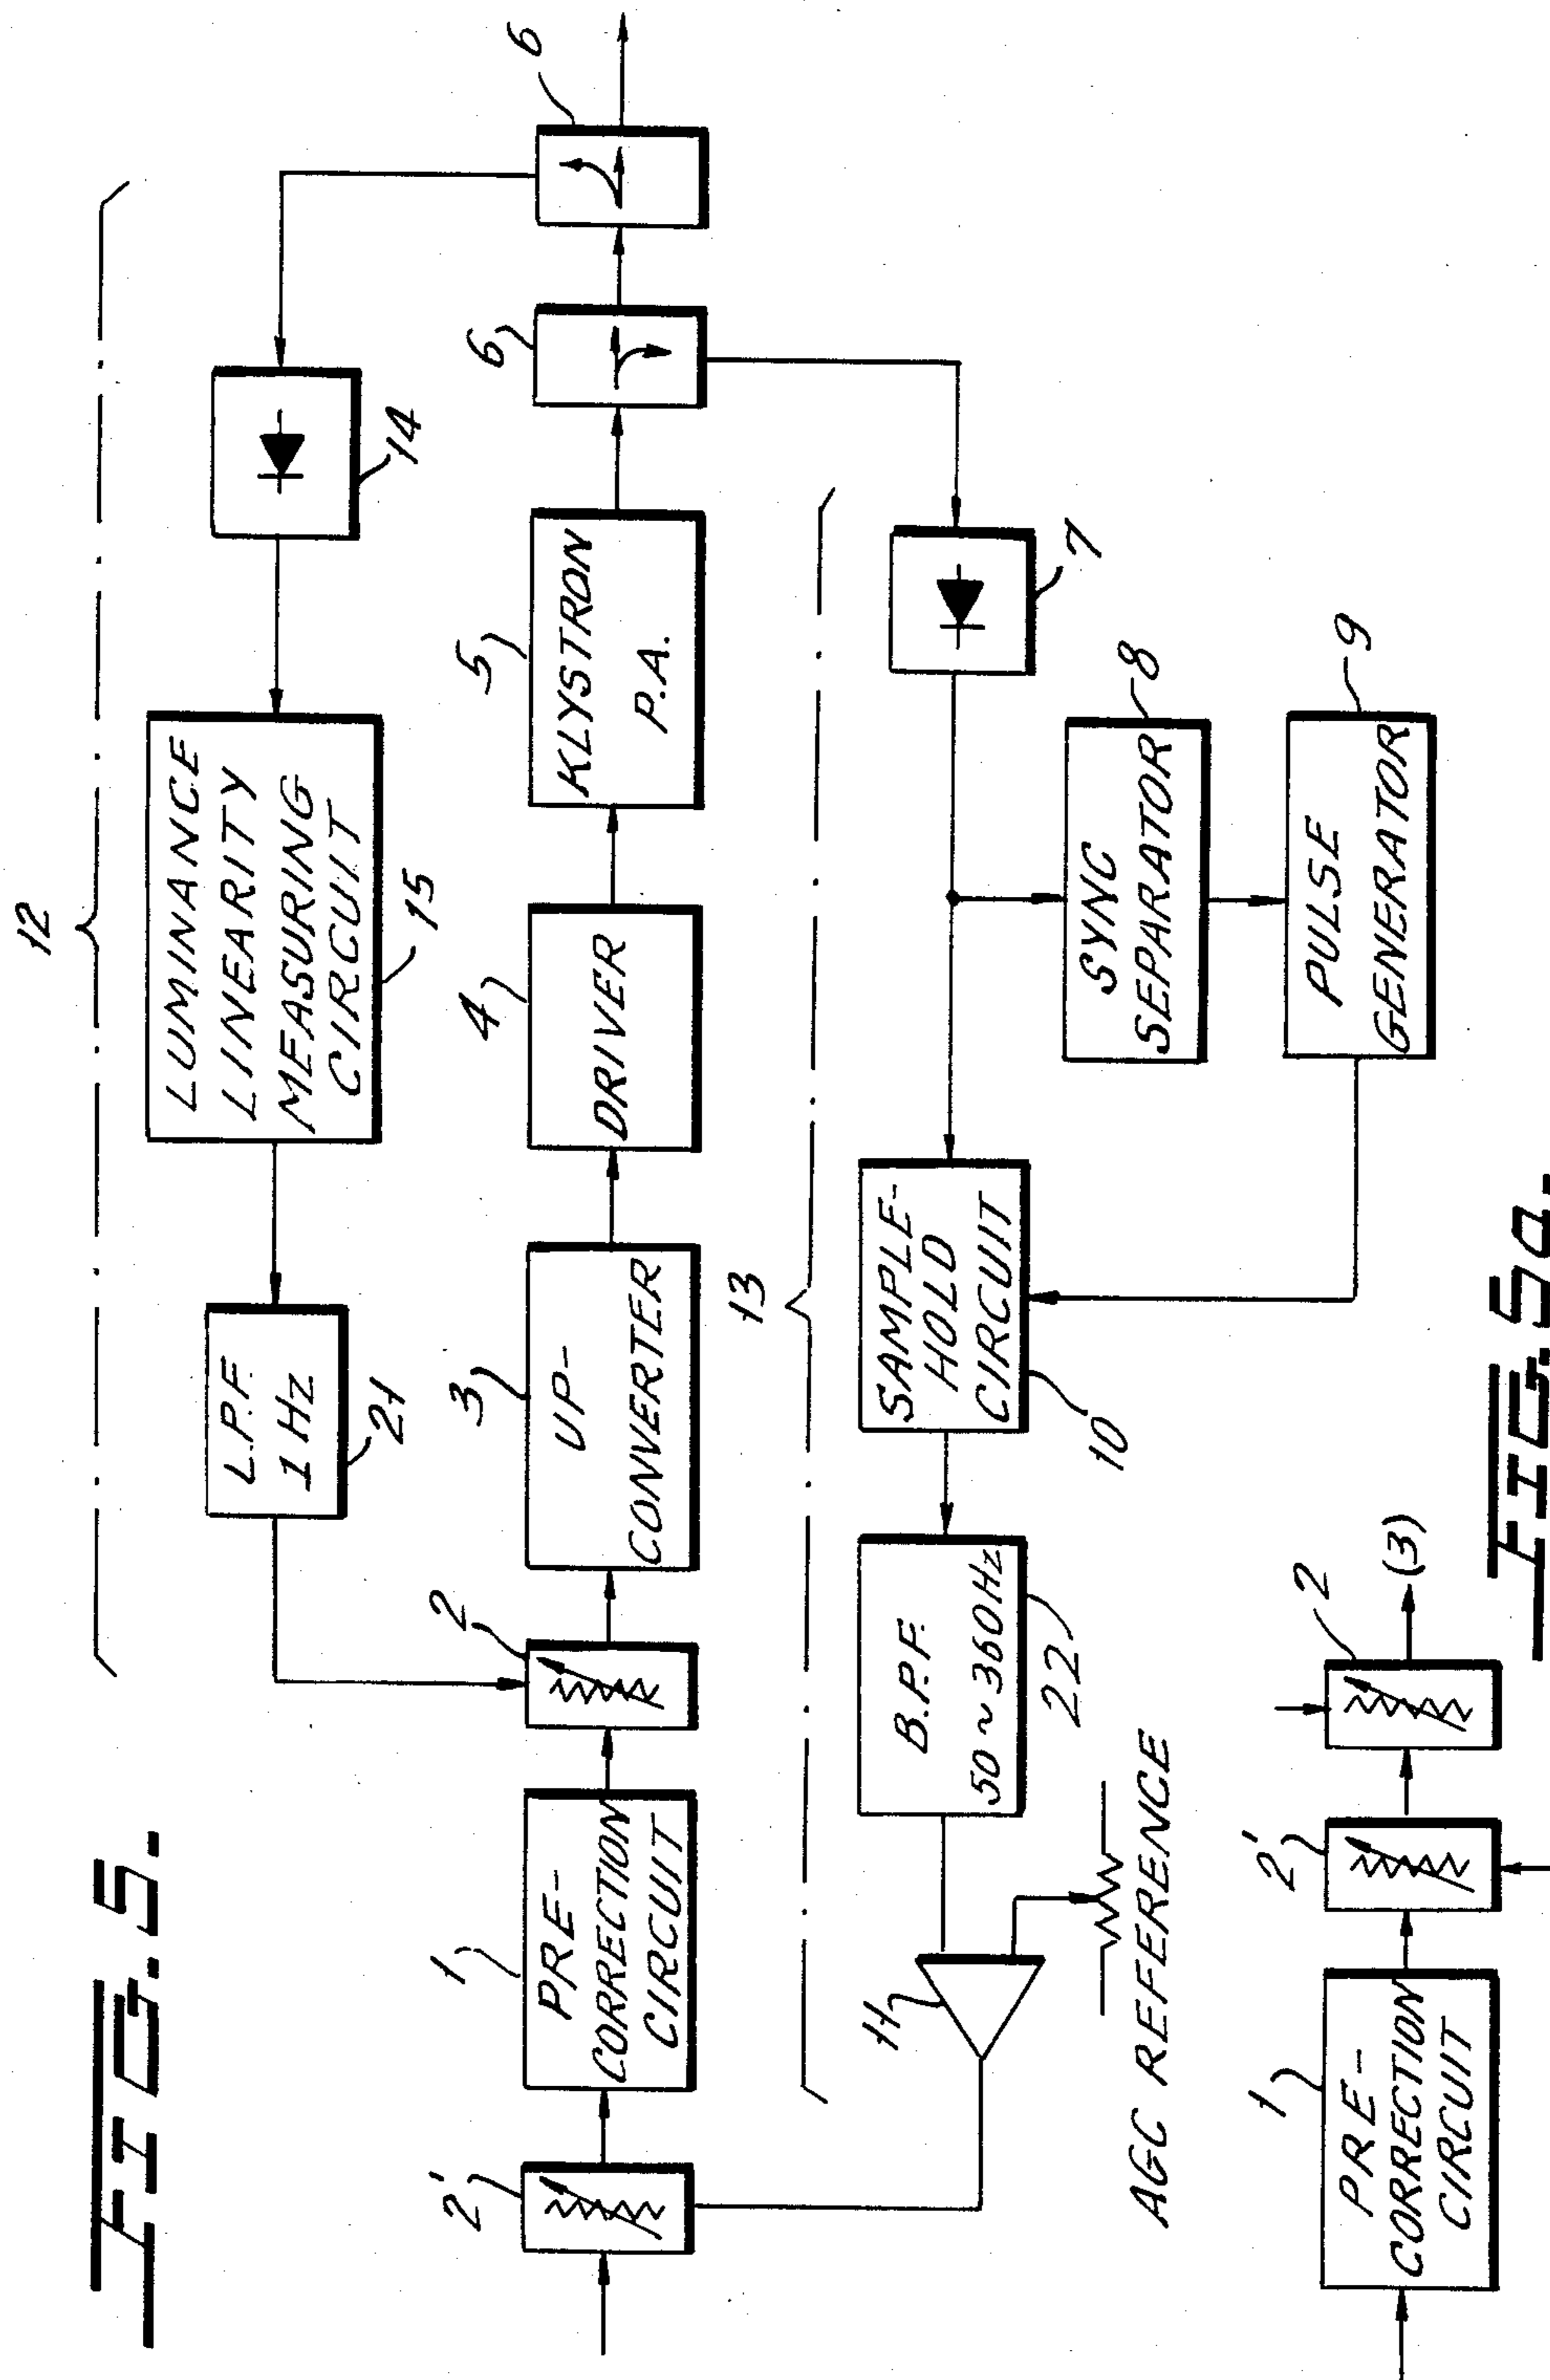 FIG. 5.
12
L.P.F.
1 Hz
21
LUMINANCE
LINEARITY
MEASURING
CIRCUIT
15
14
2'
1
PRE-
CORRECTION
CIRCUIT
2
3
UP-
CONVERTER
4
DRIVER
5
KLYSTRON
P.A.
6
6
13
11
AGC REFERENCE
B.P.F.
50 ~ 360 Hz
22
SAMPLE-
HOLD
CIRCUIT
10
7
SYNC
SEPARATOR
8
PULSE
GENERATOR
9
1
PRE-
CORRECTION
CIRCUIT
2'
2
(3)
FIG. 5a.